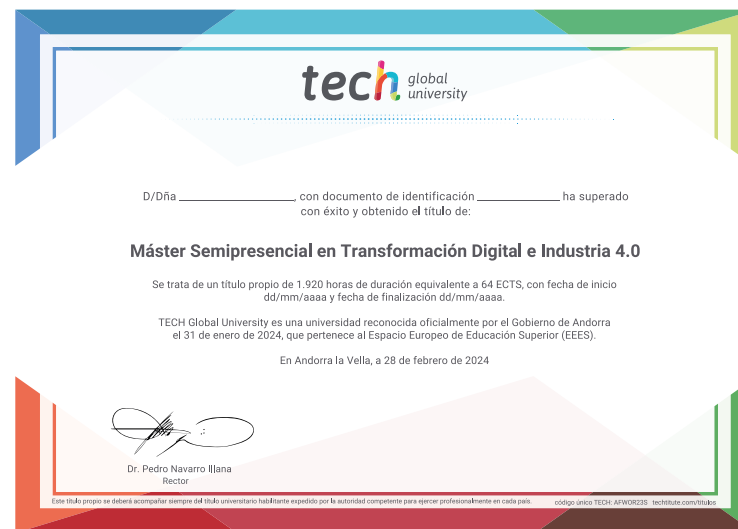 tech global university
D/Dña ____________, con documento de identificación ____________ ha superado
con éxito y obtenido el título de:
Máster Semipresencial en Transformación Digital e Industria 4.0
Se trata de un título propio de 1.920 horas de duración equivalente a 64 ECTS, con fecha de inicio
dd/mm/aaaa y fecha de finalización dd/mm/aaaa.
TECH Global University es una universidad reconocida oficialmente por el Gobierno de Andorra
el 31 de enero de 2024, que pertenece al Espacio Europeo de Educación Superior (EEES).
En Andorra la Vella, a 28 de febrero de 2024
Dr. Pedro Navarro Illana
Rector
Este título propio se deberá acompañar siempre del título universitario habilitante expedido por la autoridad competente para ejercer profesionalmente en cada país. código único TECH: AFWOR23S techtitute.com/titulos